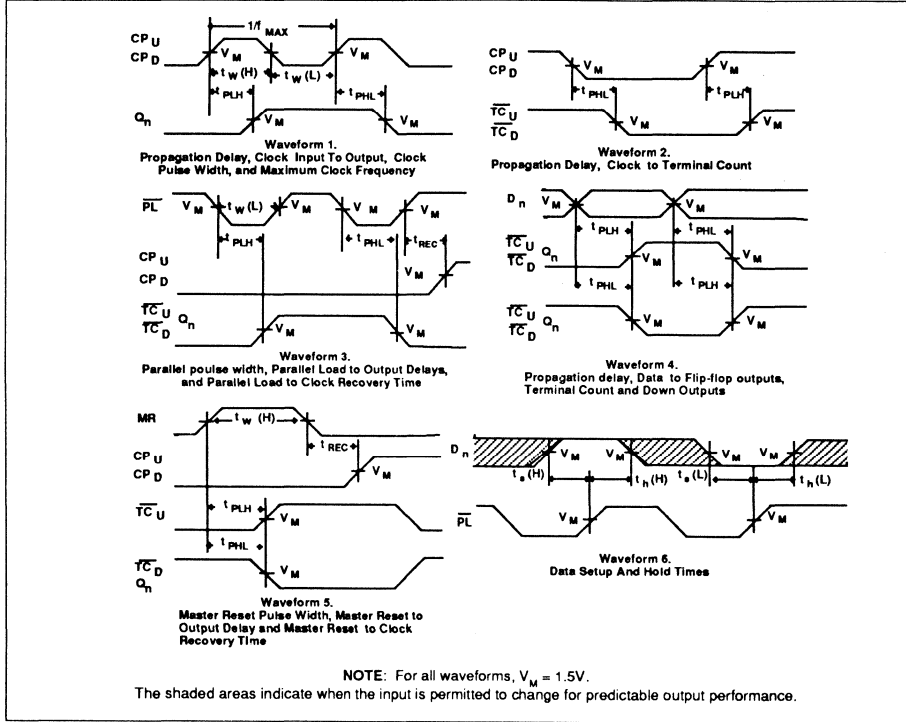 1/f MAX
CP U
CP D
V M
V M
t W (H)
t W (L)
t PLH
t PHL
Q n
V M
V M
Waveform 1.
Propagation Delay, Clock Input To Output, Clock
Pulse Width, and Maximum Clock Frequency
CP U
CP D
V M
V M
t PHL
t PLH
TC U
TC D
V M
V M
Waveform 2.
Propagation Delay, Clock to Terminal Count
PL
V M
t W (L)
V M
V M
V M
t PLH
t PHL
t REC
CP U
CP D
V M
TC U
TC D
Q n
V M
V M
Waveform 3.
Parallel poulse width, Parallel Load to Output Delays,
and Parallel Load to Clock Recovery Time
D n
V M
V M
t PLH
t PHL
TC U
TC D
Q n
V M
V M
t PHL
t PLH
TC U
TC D
Q n
V M
V M
Waveform 4.
Propagation delay, Data to Flip-flop outputs,
Terminal Count and Down Outputs
MR
t W (H)
t REC
CP U
CP D
V M
t PLH
TC U
V M
t PHL
TC D
Q n
V M
Waveform 5.
Master Reset Pulse Width, Master Reset to
Output Delay and Master Reset to Clock
Recovery Time
D n
V M
V M
V M
V M
t s (H)
t h (H)
t s (L)
t h (L)
PL
V M
V M
Waveform 6.
Data Setup And Hold Times
NOTE: For all waveforms, V M = 1.5V.
The shaded areas indicate when the input is permitted to change for predictable output performance.